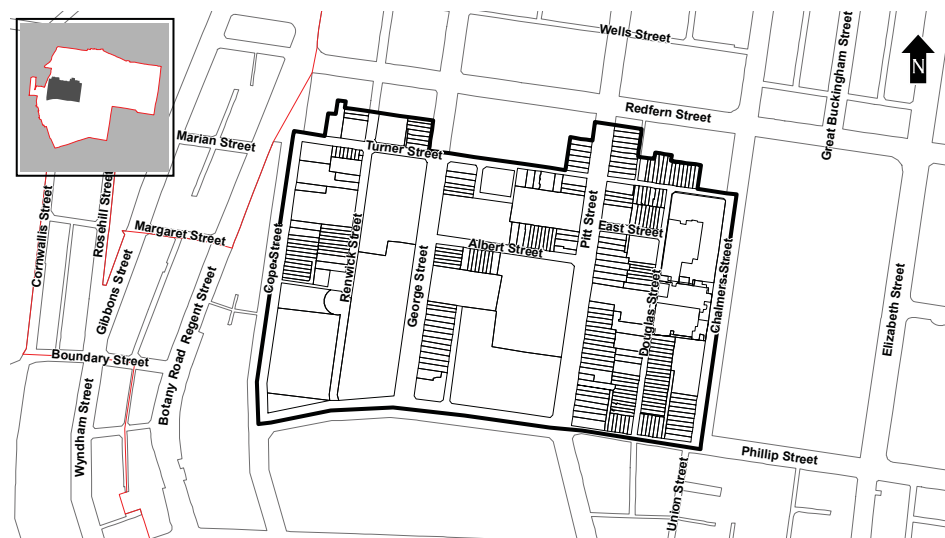 Wells Street
Great Buckingham Street
N
Redfern Street
Marian Street
Turner Street
Cornwallis Street
Rosehill Street
Margaret Street
Gibbons Street
Regent Street
Cope Street
Renwick Street
George Street
Albert Street
Pitt Street
East Street
Douglas Street
Chalmers Street
Elizabeth Street
Boundary Street
Botany Road
Wyndham Street
Phillip Street
Union Street